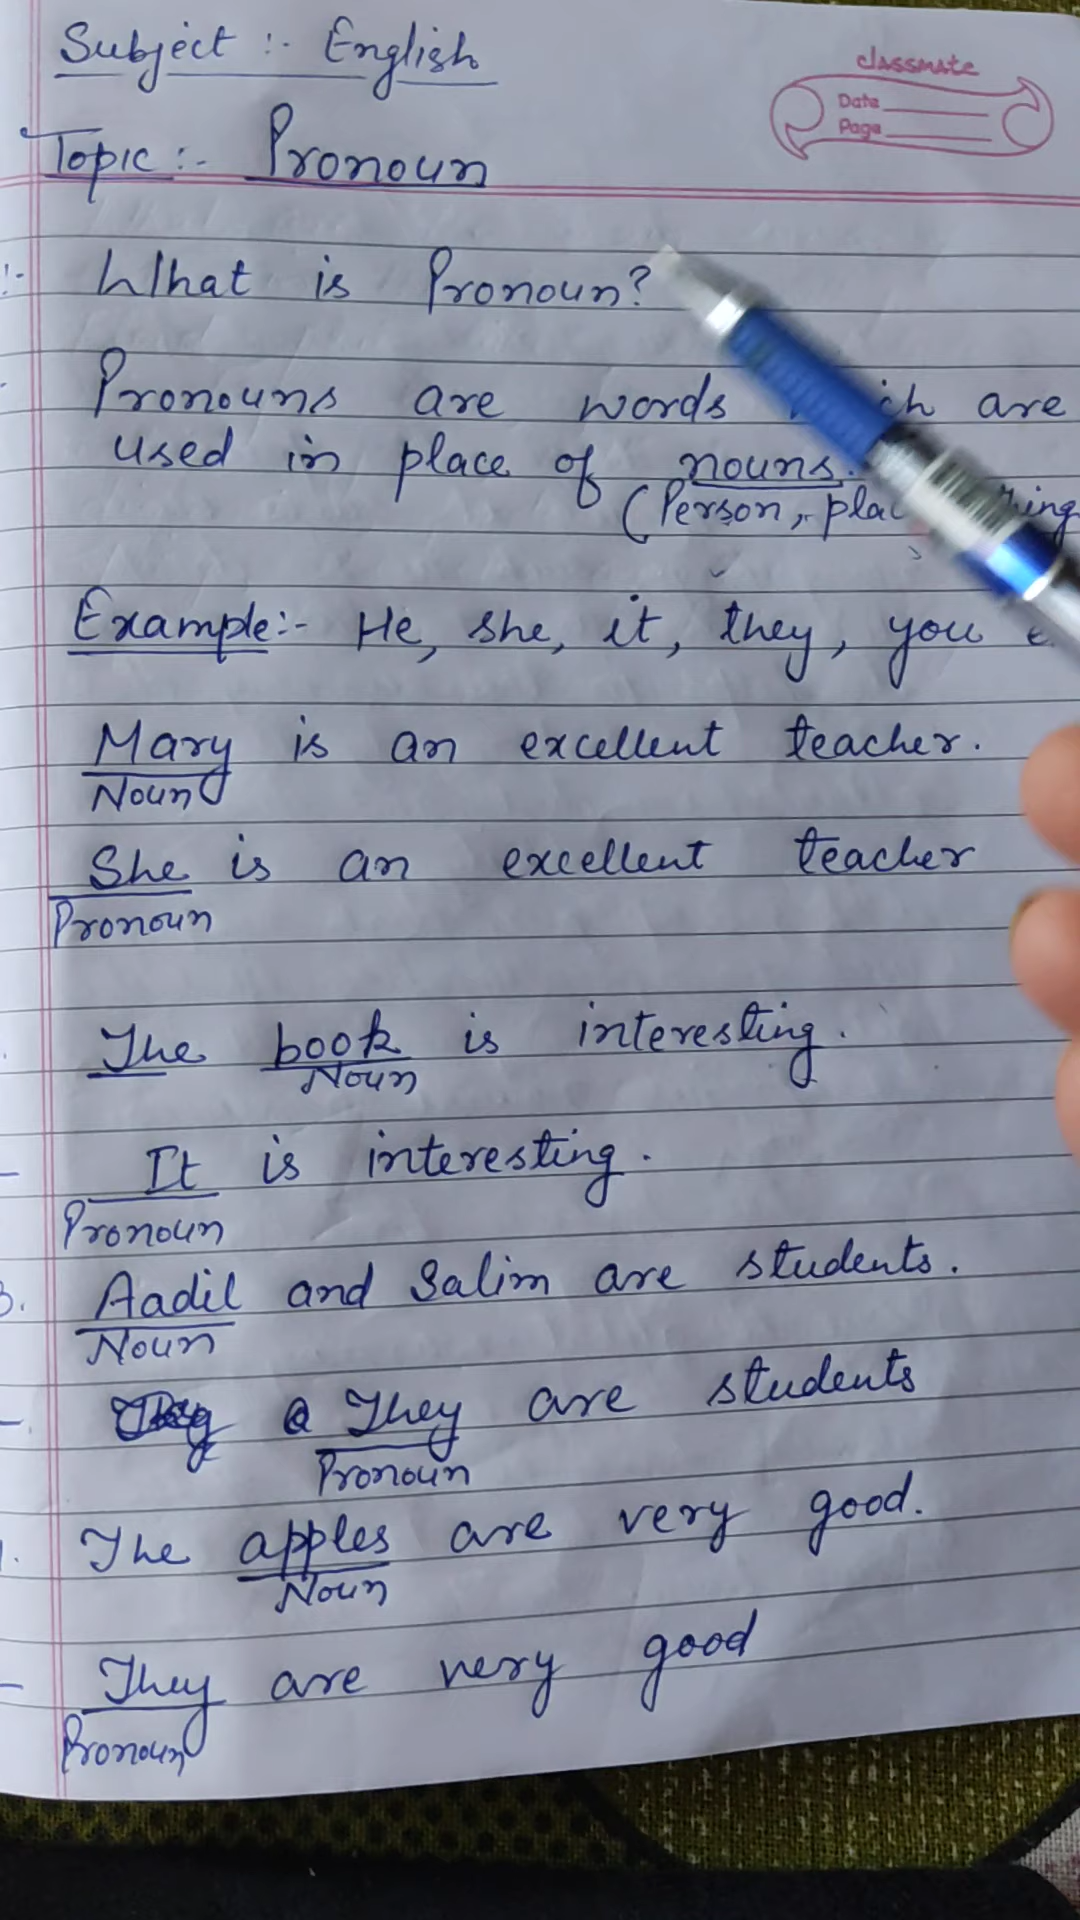 Subject :- English
classmate
Date
Page
Topic :- Pronoun
:- What is Pronoun?
Pronouns are words are
used in place of nouns.
(Person,
Example:- He, she, it, they, you
Mary is an excellent teacher.
Noun
She is an excellent teacher
Pronoun
The book is interesting.
Noun
It is interesting.
Pronoun
3. Aadil and Salim are students.
Noun
They are students
Pronoun
The apples are very good.
Noun
They are very good
Pronoun